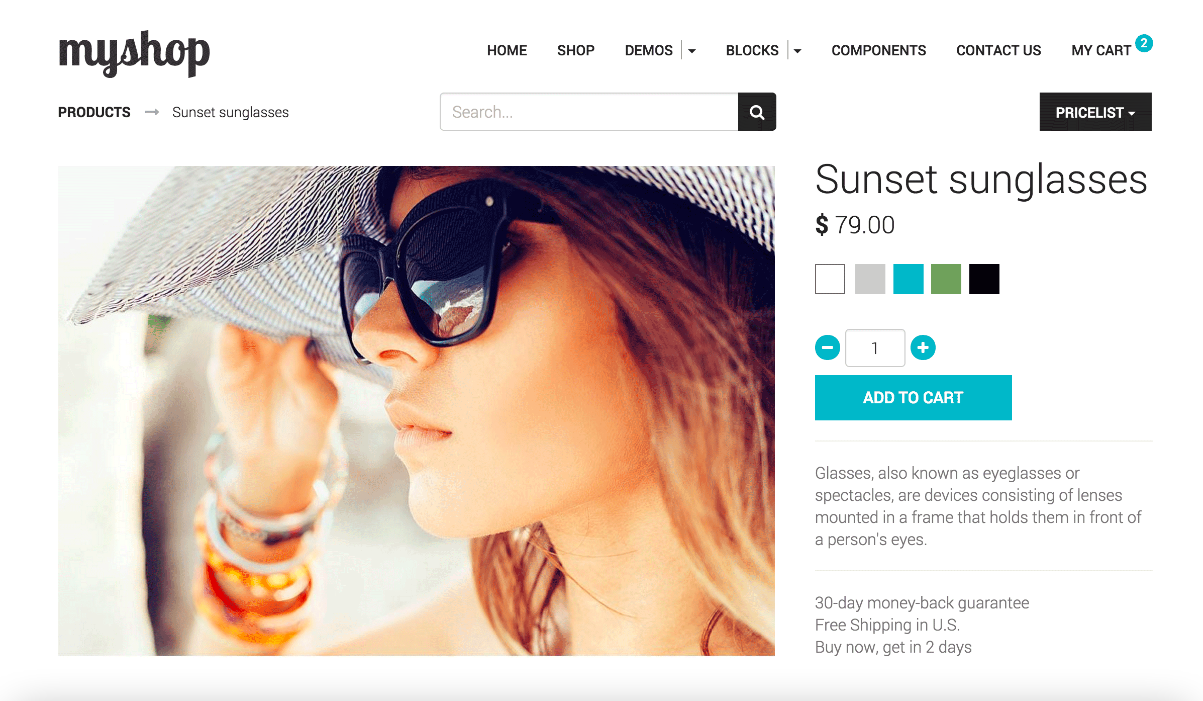 myshop
HOME SHOP DEMOS BLOCKS COMPONENTS CONTACT US MY CART 2
PRODUCTS → Sunset sunglasses
Search...
PRICELIST
Sunset sunglasses
$ 79.00
1
ADD TO CART
Glasses, also known as eyeglasses or
spectacles, are devices consisting of lenses
mounted in a frame that holds them in front of
a person's eyes.
30-day money-back guarantee
Free Shipping in U.S.
Buy now, get in 2 days